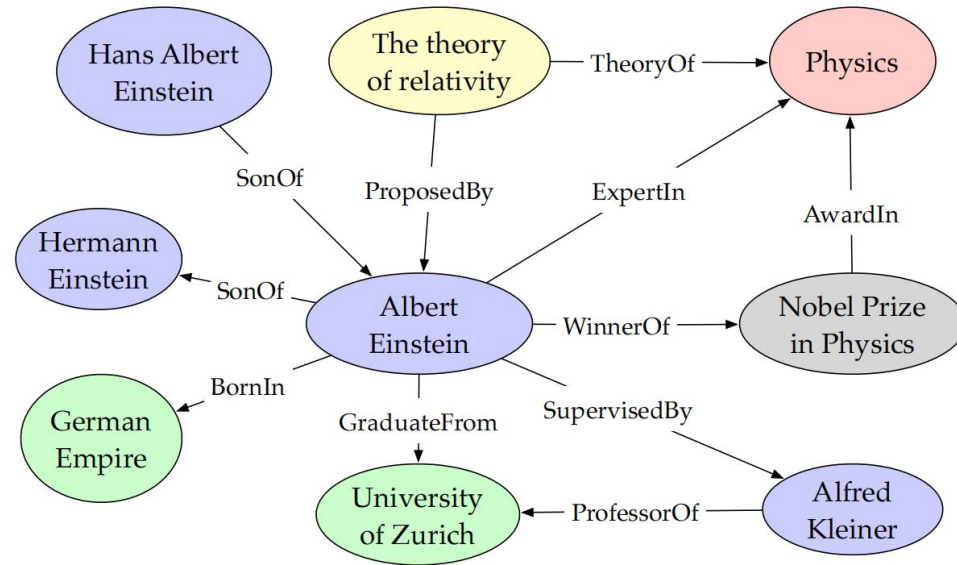 Hans Albert
Einstein
The theory
of relativity
TheoryOf
Physics
SonOf
ProposedBy
ExpertIn
AwardIn
Hermann
Einstein
SonOf
Albert
Einstein
WinnerOf
Nobel Prize
in Physics
BornIn
German
Empire
GraduateFrom
SupervisedBy
University
of Zurich
ProfessorOf
Alfred
Kleiner